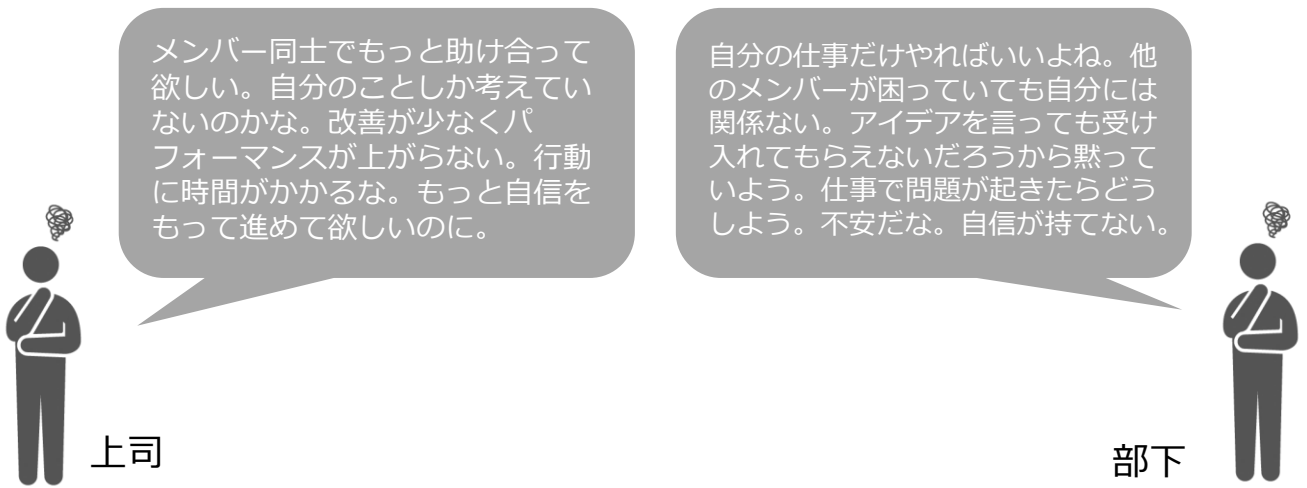 メンバー同士でもっと助け合って
欲しい。自分のことしか考えてい
ないのかな。改善が少なくパ
フォーマンスが上がらない。行動
に時間がかかるな。もっと自信を
もって進めて欲しいのに。
自分の仕事だけやればいいよね。他
のメンバーが困っていても自分には
関係ない。アイデアを言っても受け
入れてもらえないだろうから黙って
いよう。仕事で問題が起きたらどう
しよう。不安だな。自信が持てない。
上司
部下